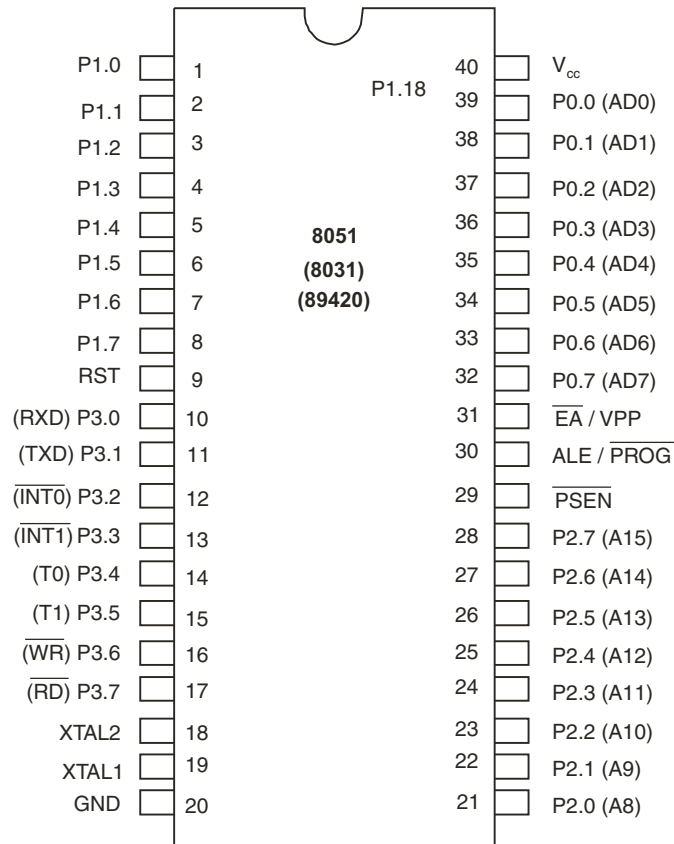 P1.0 1 40 Vcc
P1.18
P1.1 2 39 P0.0 (AD0)
P1.2 3 38 P0.1 (AD1)
P1.3 4 37 P0.2 (AD2)
P1.4 5 36 P0.3 (AD3)
8051
P1.5 6 35 P0.4 (AD4)
(8031)
P1.6 7 34 P0.5 (AD5)
(89420)
P1.7 8 33 P0.6 (AD6)
RST 9 32 P0.7 (AD7)
(RXD) P3.0 10 31 E̅A̅ / VPP
(TXD) P3.1 11 30 ALE / P̅R̅O̅G̅
(I̅N̅T̅0̅) P3.2 12 29 P̅S̅E̅N̅
(I̅N̅T̅1̅) P3.3 13 28 P2.7 (A15)
(T0) P3.4 14 27 P2.6 (A14)
(T1) P3.5 15 26 P2.5 (A13)
(W̅R̅) P3.6 16 25 P2.4 (A12)
(R̅D̅) P3.7 17 24 P2.3 (A11)
XTAL2 18 23 P2.2 (A10)
XTAL1 19 22 P2.1 (A9)
GND 20 21 P2.0 (A8)